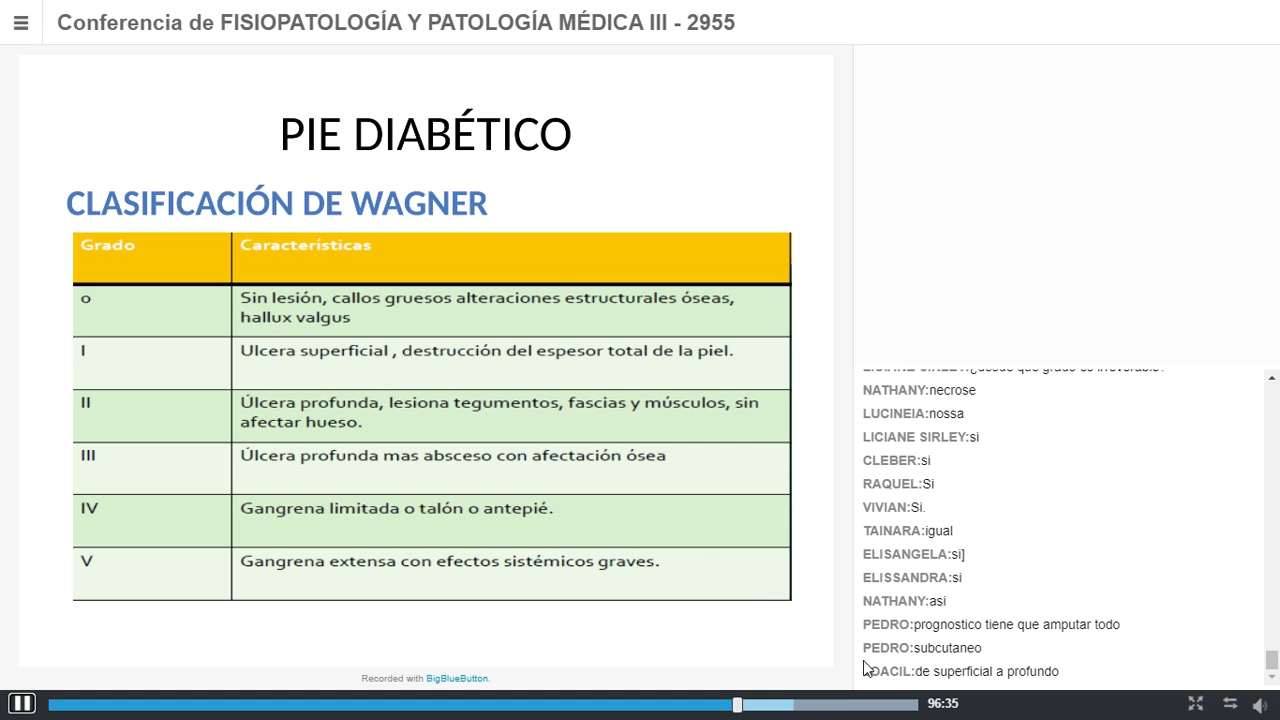 Conferencia de FISIOPATOLOGÍA Y PATOLOGÍA MÉDICA III - 2955
PIE DIABÉTICO
CLASIFICACIÓN DE WAGNER
Grado Características
0 Sin lesión, callos gruesos alteraciones estructurales óseas,
hallux valgus
I Ulcera superficial , destrucción del espesor total de la piel.
II Úlcera profunda, lesiona tegumentos, fascias y músculos, sin
afectar hueso.
III Úlcera profunda mas absceso con afectación ósea
IV Gangrena limitada o talón o antepié.
V Gangrena extensa con efectos sistémicos graves.
Recorded with BigBlueButton.
NATHANY:necrose
LUCINEIA:nossa
LICIANE SIRLEY:si
CLEBER:si
RAQUEL:Si
VIVIAN:Si.
TAINARA:igual
ELISANGELA:si]
ELISSANDRA:si
NATHANY:asi
PEDRO:prognostico tiene que amputar todo
PEDRO:subcutaneo
de superficial a profundo
96:35